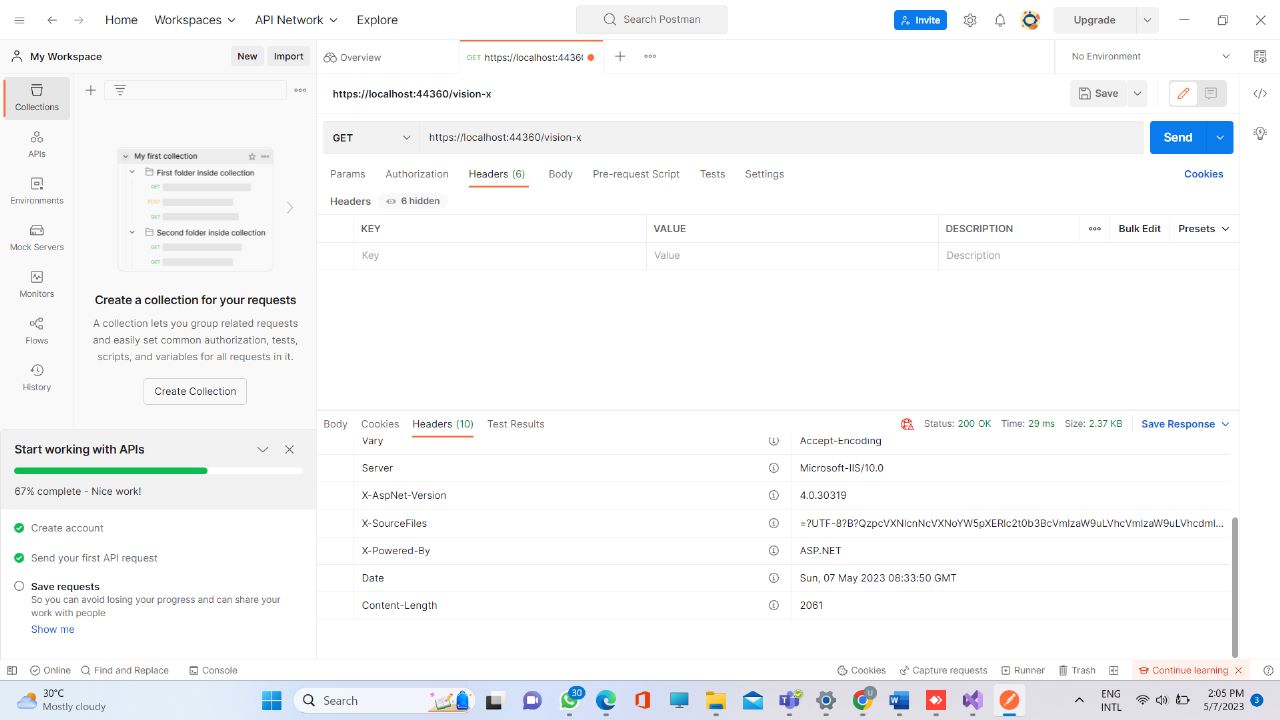 Home Workspaces API Network Explore Search Postman Invite Upgrade
My Workspace New Import Overview GET https://localhost:4436 No Environment
Collections
APIs
Environments
Mock Servers
Monitors
Flows
History
My first collection
First folder inside collection
GET
POST
GET
Second folder inside collection
GET
GET
Create a collection for your requests
A collection lets you group related requests
and easily set common authorization, tests,
scripts, and variables for all requests in it.
Create Collection
Start working with APIs
67% complete - Nice work!
Create account
Send your first API request
Save requests
So you can avoid losing your progress and can share your
work with people
Show me
https://localhost:44360/vision-x Save
GET https://localhost:44360/vision-x Send
Params Authorization Headers (6) Body Pre-request Script Tests Settings Cookies
Headers 6 hidden
KEY VALUE DESCRIPTION Bulk Edit Presets
Key Value Description
Body Cookies Headers (10) Test Results Status: 200 OK Time: 29 ms Size: 2.37 KB Save Response
Vary Accept-Encoding
Server Microsoft-IIS/10.0
X-AspNet-Version 4.0.30319
X-SourceFiles
X-Powered-By ASP.NET
Date Sun, 07 May 2023 08:33:50 GMT
Content-Length 2061
Online Find and Replace Console Cookies Capture requests Runner Trash Continue learning
30°C
Mostly cloudy
Search
30
U
ENG
INTL
2:05 PM
5/7/2023
3